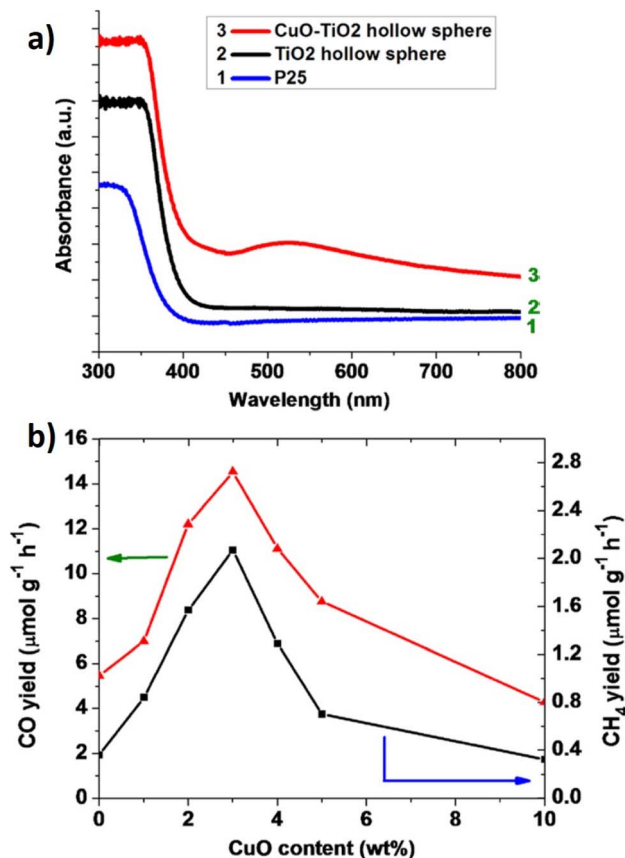 a)
3 CuO-TiO2 hollow sphere
2 TiO2 hollow sphere
1 P25
Absorbance (a.u.)
3
2
1
300 400 500 600 700 800
Wavelength (nm)
b)
16
14
12
10
8
6
4
2
0
CO yield (μmol g⁻¹ h⁻¹)
2.8
2.4
2.0
1.6
1.2
0.8
0.4
0.0
CH₄ yield (μmol g⁻¹ h⁻¹)
0 2 4 6 8 10
CuO content (wt%)